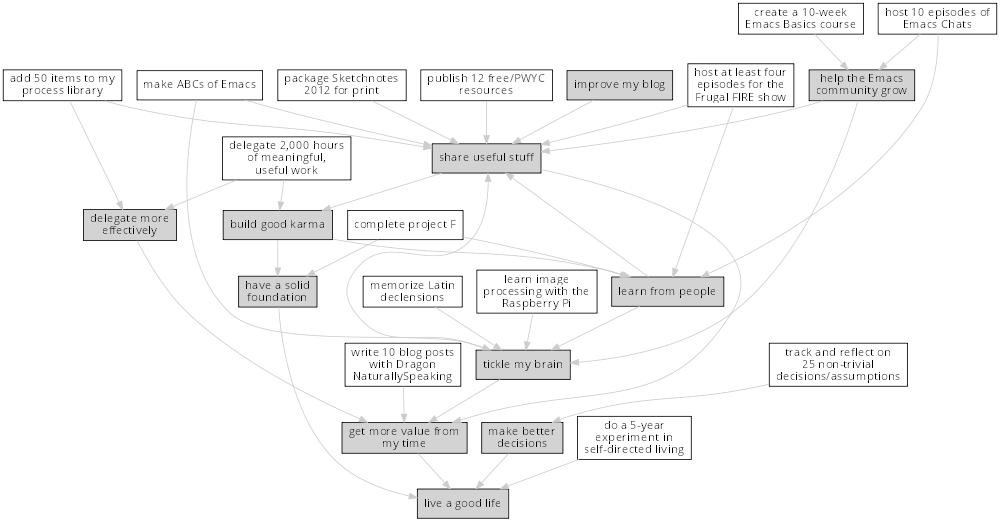 create a 10-week
Emacs Basics course
host 10 episodes of
Emacs Chats
add 50 items to my
process library
make ABCs of Emacs
package Sketchnotes
2012 for print
publish 12 free/PWYC
resources
improve my blog
host at least four
episodes for the
Frugal FIRE show
help the Emacs
community grow
share useful stuff
delegate 2,000 hours
of meaningful,
useful work
delegate more
effectively
build good karma
complete project F
have a solid
foundation
memorize Latin
declensions
learn image
processing with the
Raspberry Pi
learn from people
write 10 blog posts
with Dragon
NaturallySpeaking
tickle my brain
track and reflect on
25 non-trivial
decisions/assumptions
get more value from
my time
make better
decisions
do a 5-year
experiment in
self-directed living
live a good life